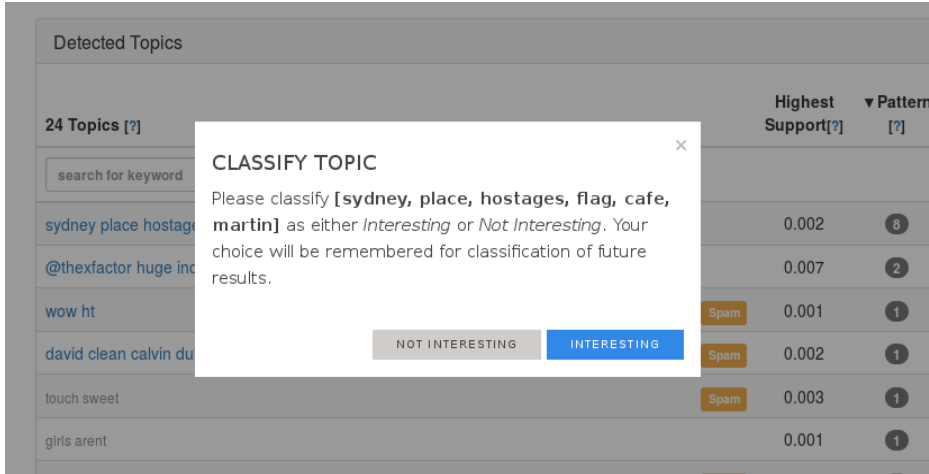 Detected Topics
Highest ▾ Pattern
24 Topics [?] Support[?] [?]
×
CLASSIFY TOPIC
Please classify [sydney, place, hostages, flag, cafe,
martin] as either Interesting or Not Interesting. Your
choice will be remembered for classification of future
results.
NOT INTERESTING INTERESTING
search for keyword
sydney place hostage 0.002 8
@thexfactor huge inc 0.007 2
wow ht Spam 0.001 1
david clean calvin du Spam 0.002 1
touch sweet Spam 0.003 1
girls arent 0.001 1